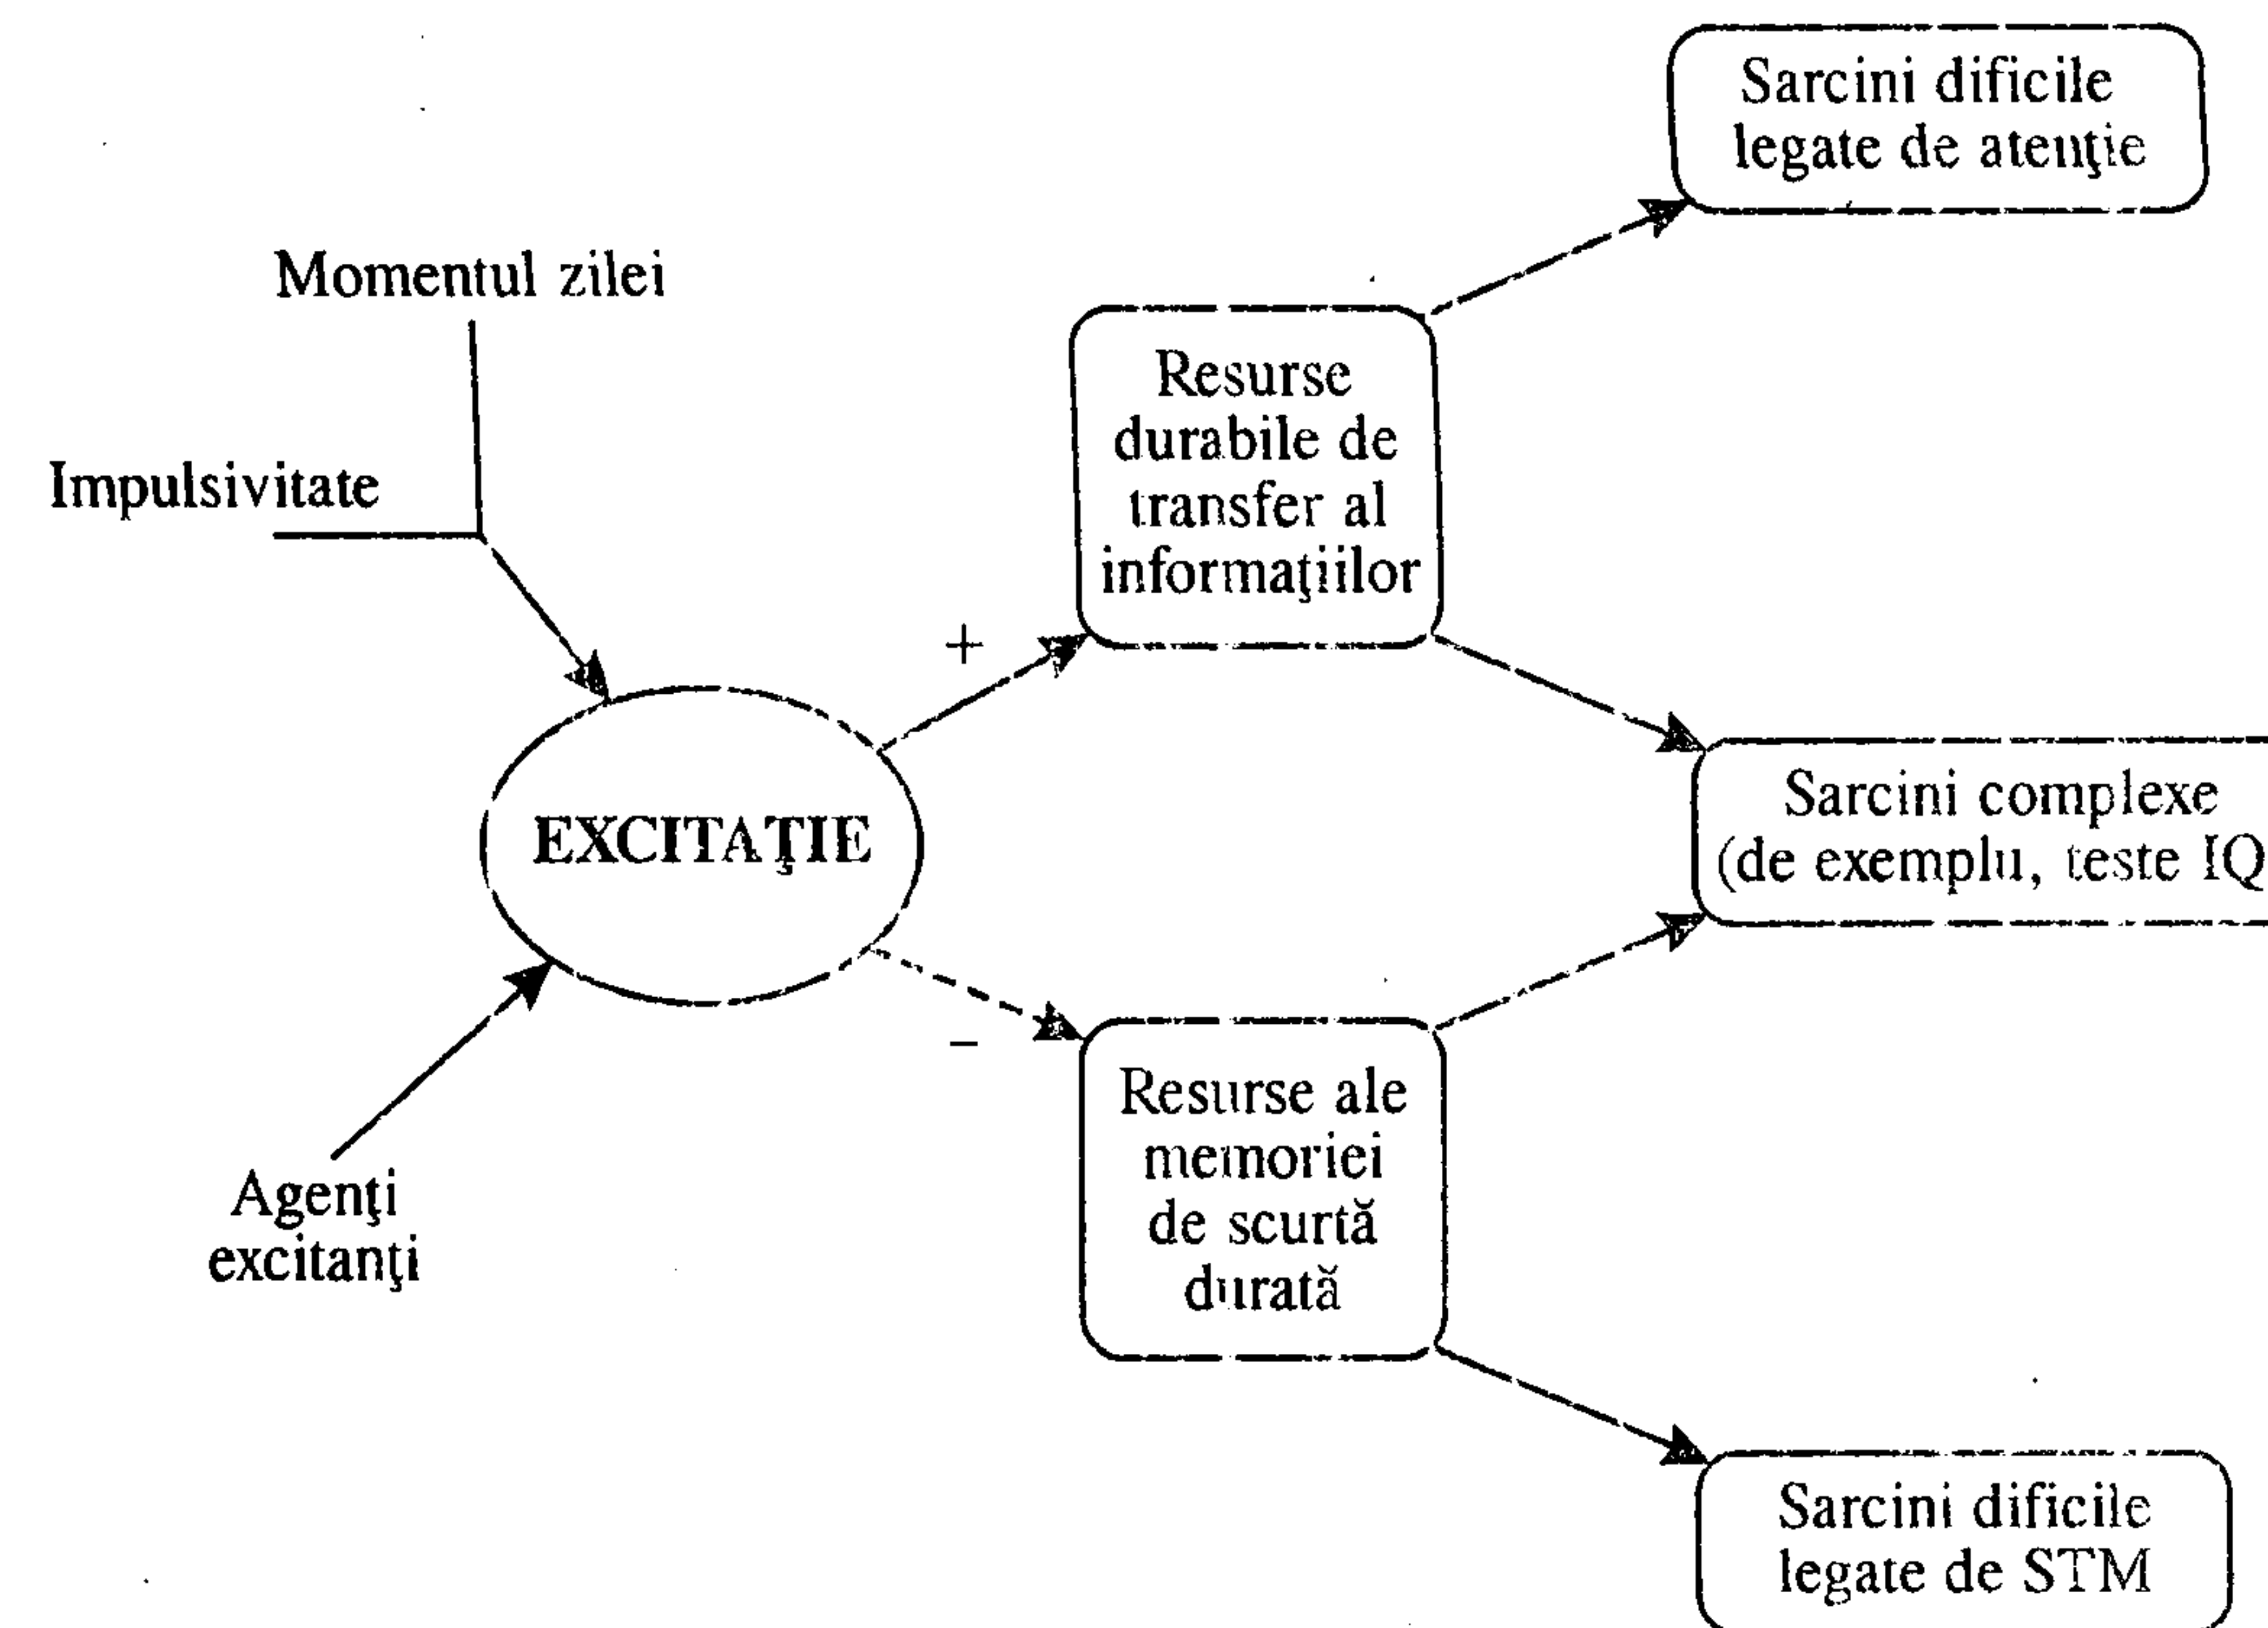 Sarcini dificile
legate de atenţie
Momentul zilei
Resurse
durabile de
transfer al
informaţiilor
Impulsivitate
+
EXCITAŢIE
Sarcini complexe
(de exemplu, teste IQ
–
Resurse ale
memoriei
de scurtă
durată
Agenţi
excitanţi
Sarcini dificile
legate de STM